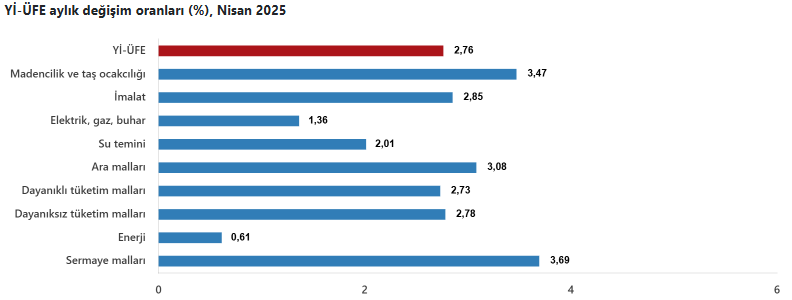 Yİ-ÜFE aylık değişim oranları (%), Nisan 2025
Yİ-ÜFE 2,76
Madencilik ve taş ocakcılığı 3,47
İmalat 2,85
Elektrik, gaz, buhar 1,36
Su temini 2,01
Ara malları 3,08
Dayanıklı tüketim malları 2,73
Dayanıksız tüketim malları 2,78
Enerji 0,61
Sermaye malları 3,69
0 2 4 6